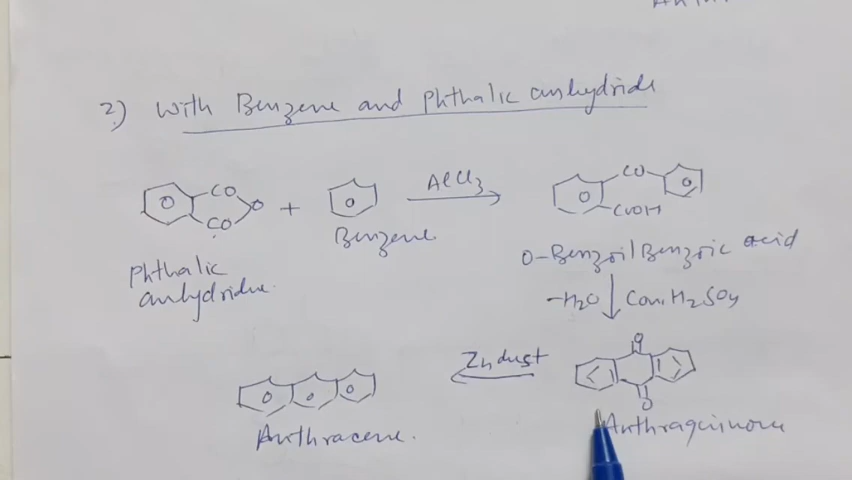 2.) With Benzene and Phthalic anhydride
CO
O + AlCl3 CO
CO COOH
Benzene.
Phthalic
anhydride.
O-Benzoil Benzoic acid
-H2O Con. H2SO4
O
Zn dust
O
Anthraquinone
Anthracene.